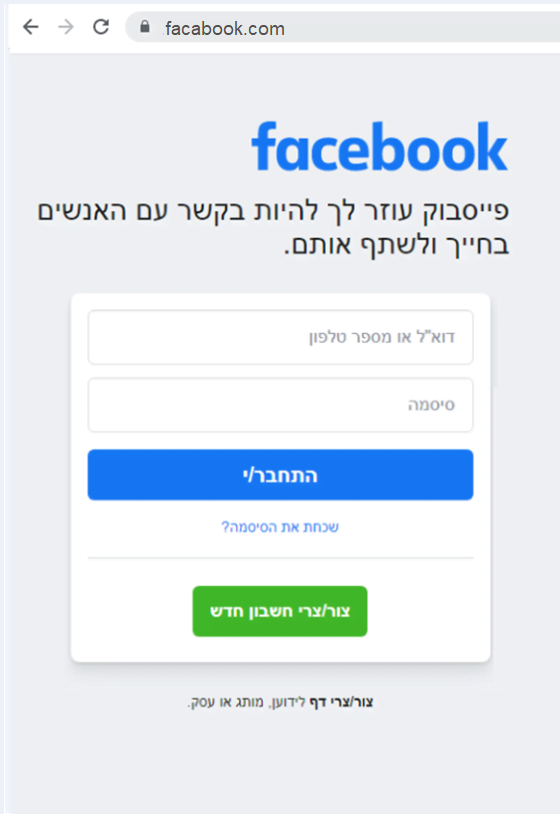 facabook.com
facebook
פייסבוק עוזר לך להיות בקשר עם האנשים
בחייך ולשתף אותם.
דוא"ל או מספר טלפון
סיסמה
התחבר/י
שכחת את הסיסמה?
צור/צרי חשבון חדש
צור/צרי דף לידוען, מותג או עסק.